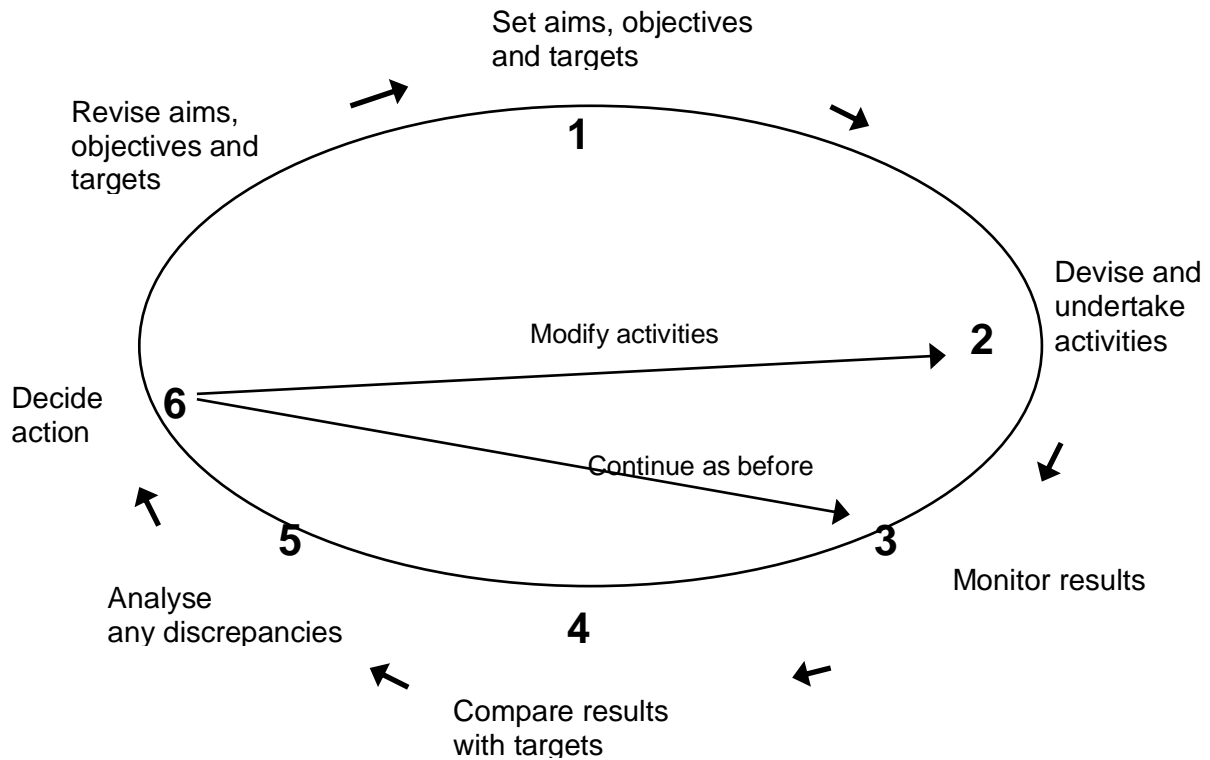 Set aims, objectives
and targets
Revise aims,
objectives and
targets
1
Devise and
undertake
activities
2
Modify activities
Decide
action
6
Continue as before
5
3
Monitor results
Analyse
any discrepancies
4
Compare results
with targets